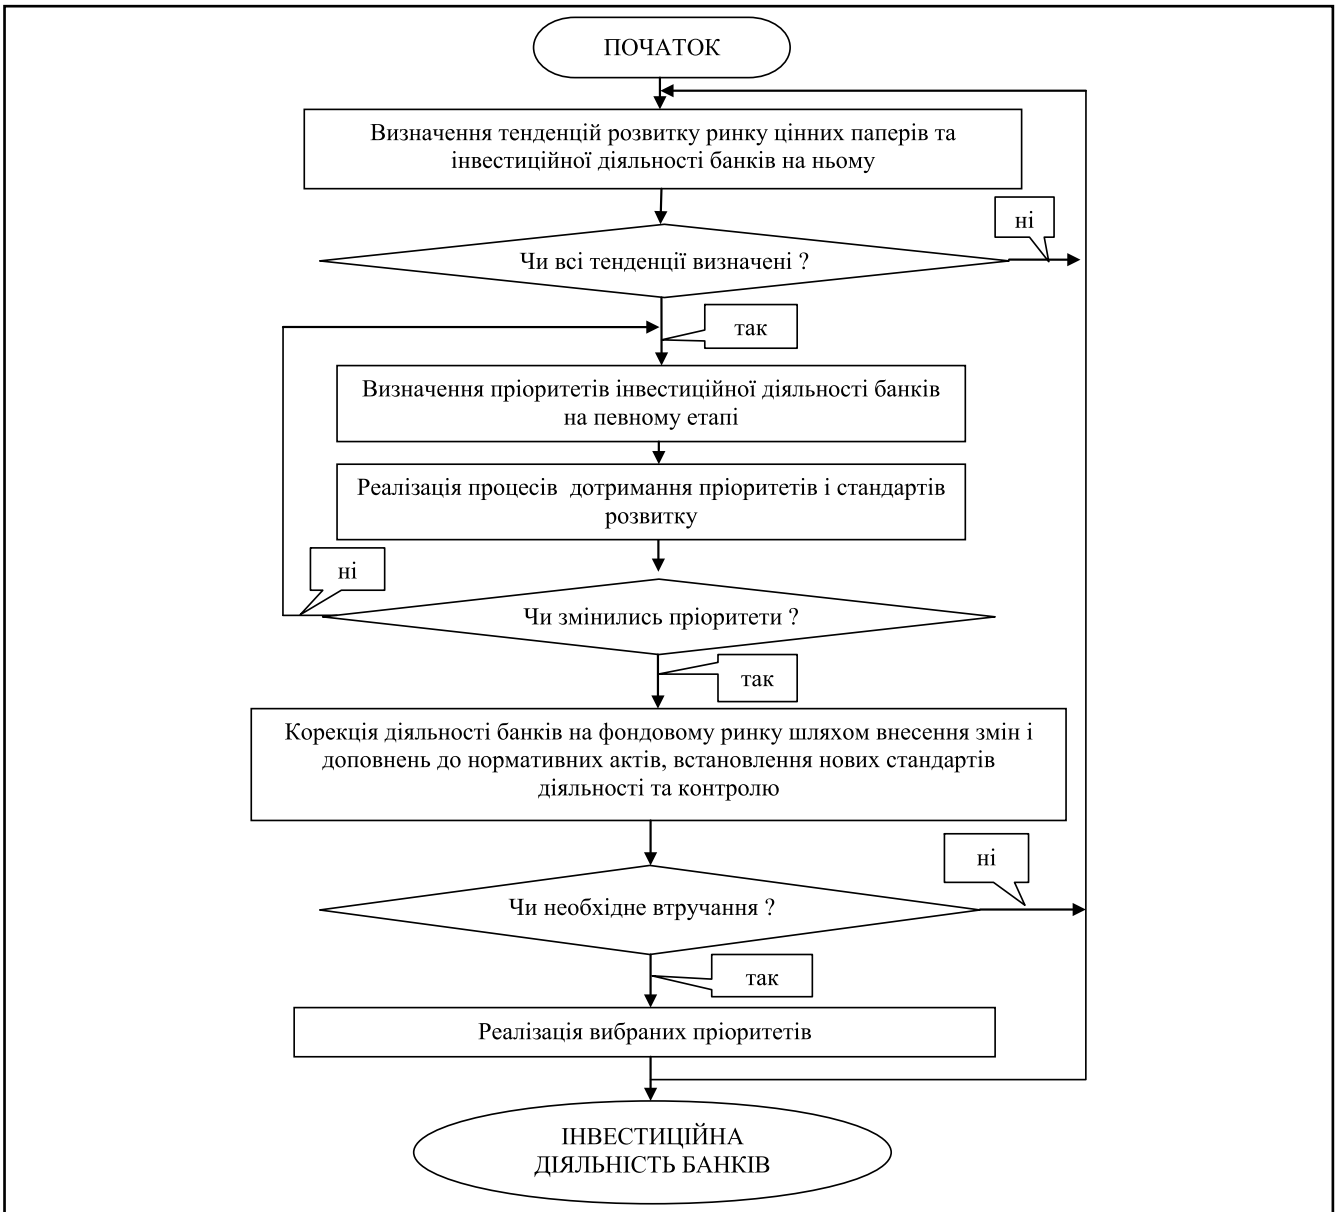 ПОЧАТОК
Визначення тенденцій розвитку ринку цінних паперів та
інвестиційної діяльності банків на ньому
ні
Чи всі тенденції визначені ?
так
Визначення пріоритетів інвестиційної діяльності банків
на певному етапі
Реалізація процесів дотримання пріоритетів і стандартів
розвитку
ні
Чи змінились пріоритети ?
так
Корекція діяльності банків на фондовому ринку шляхом внесення змін і
доповнень до нормативних актів, встановлення нових стандартів
діяльності та контролю
ні
Чи необхідне втручання ?
так
Реалізація вибраних пріоритетів
ІНВЕСТИЦІЙНА
ДІЯЛЬНІСТЬ БАНКІВ